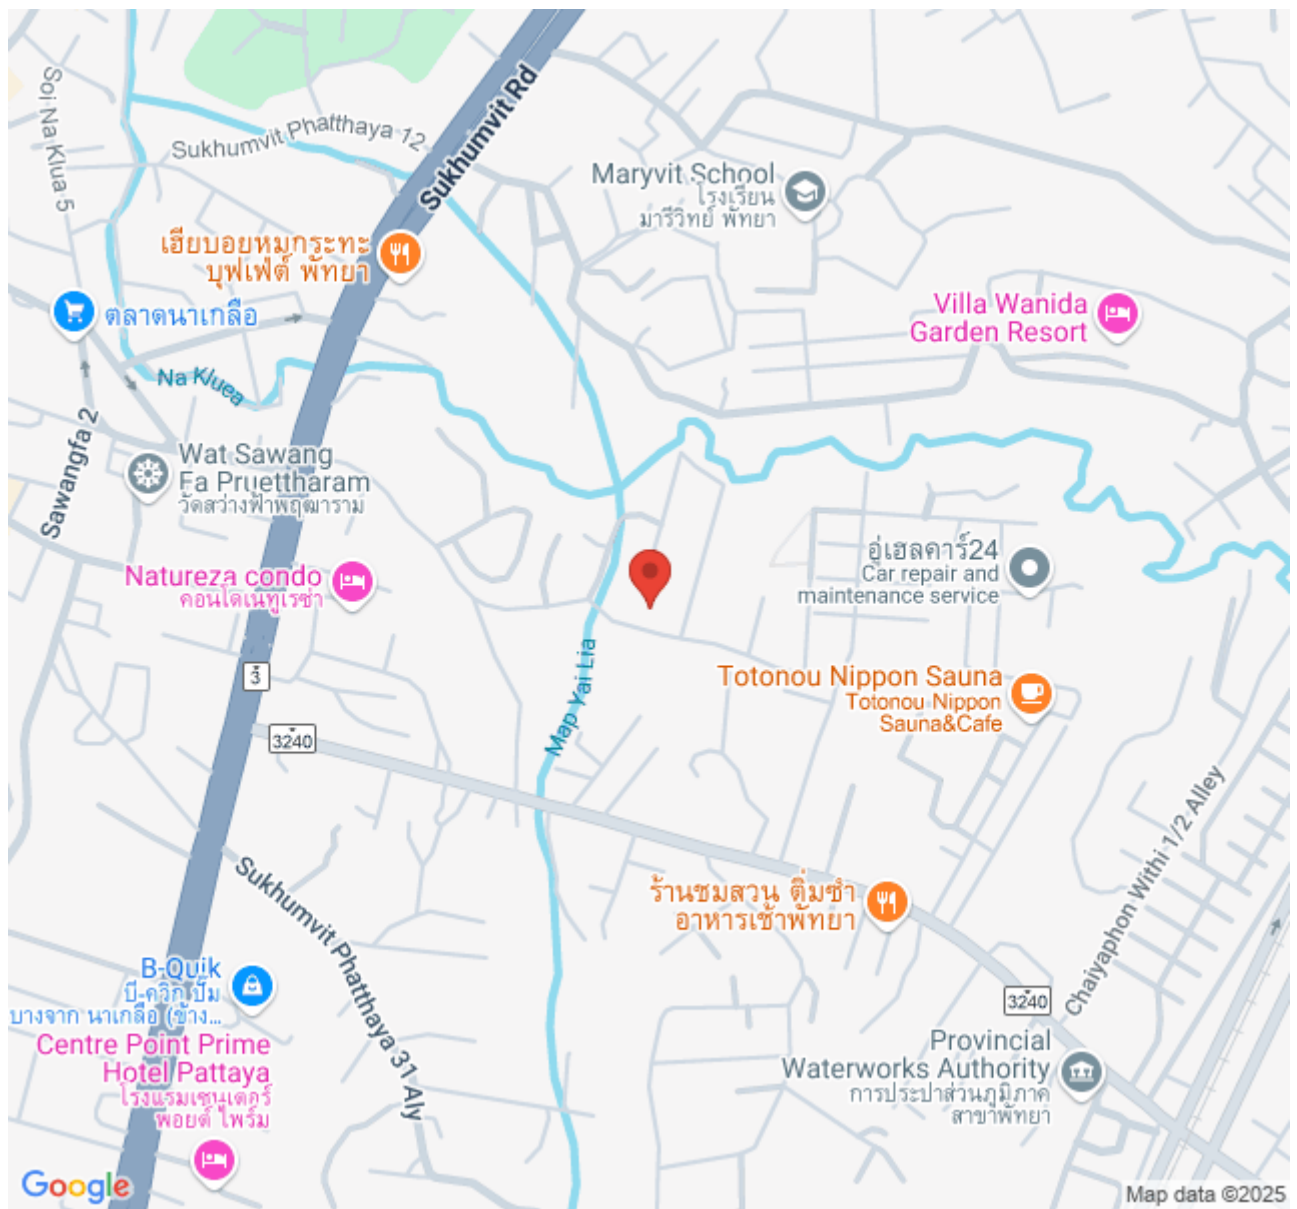 Soi Na Klua 5
Sukhumvit Phatthaya 12
Sukhumvit Rd
Maryvit School
โรงเรียน
มารีวิทย์ พัทยา
เฮียบอยหมูกระทะ
บุฟเฟ่ต์ พัทยา
ตลาดนาเกลือ
Villa Wanida
Garden Resort
Na Kluea
Sawangfa 2
Wat Sawang
Fa Pruettharam
วัดสว่างฟ้าพฤฒาราม
Natureza condo
คอนโดเนทูเรซ่า
อู่เฮลคาร์24
Car repair and
maintenance service
3
Map Yai Lia
Totonou Nippon Sauna
Totonou Nippon
Sauna&Cafe
3240
Chaiyaphon Withi 1/2 Alley
Sukhumvit Phatthaya 31 Aly
ร้านชมสวน ติ่มซำ
อาหารเช้าพัทยา
B-Quik
บี-ควิก ปั๊ม
บางจาก นาเกลือ (ข้าง...
3240
Centre Point Prime
Hotel Pattaya
โรงแรมเซนเตอร์
พอยต์ ไพร์ม
Provincial
Waterworks Authority
การประปาส่วนภูมิภาค
สาขาพัทยา
Google
Map data ©2025